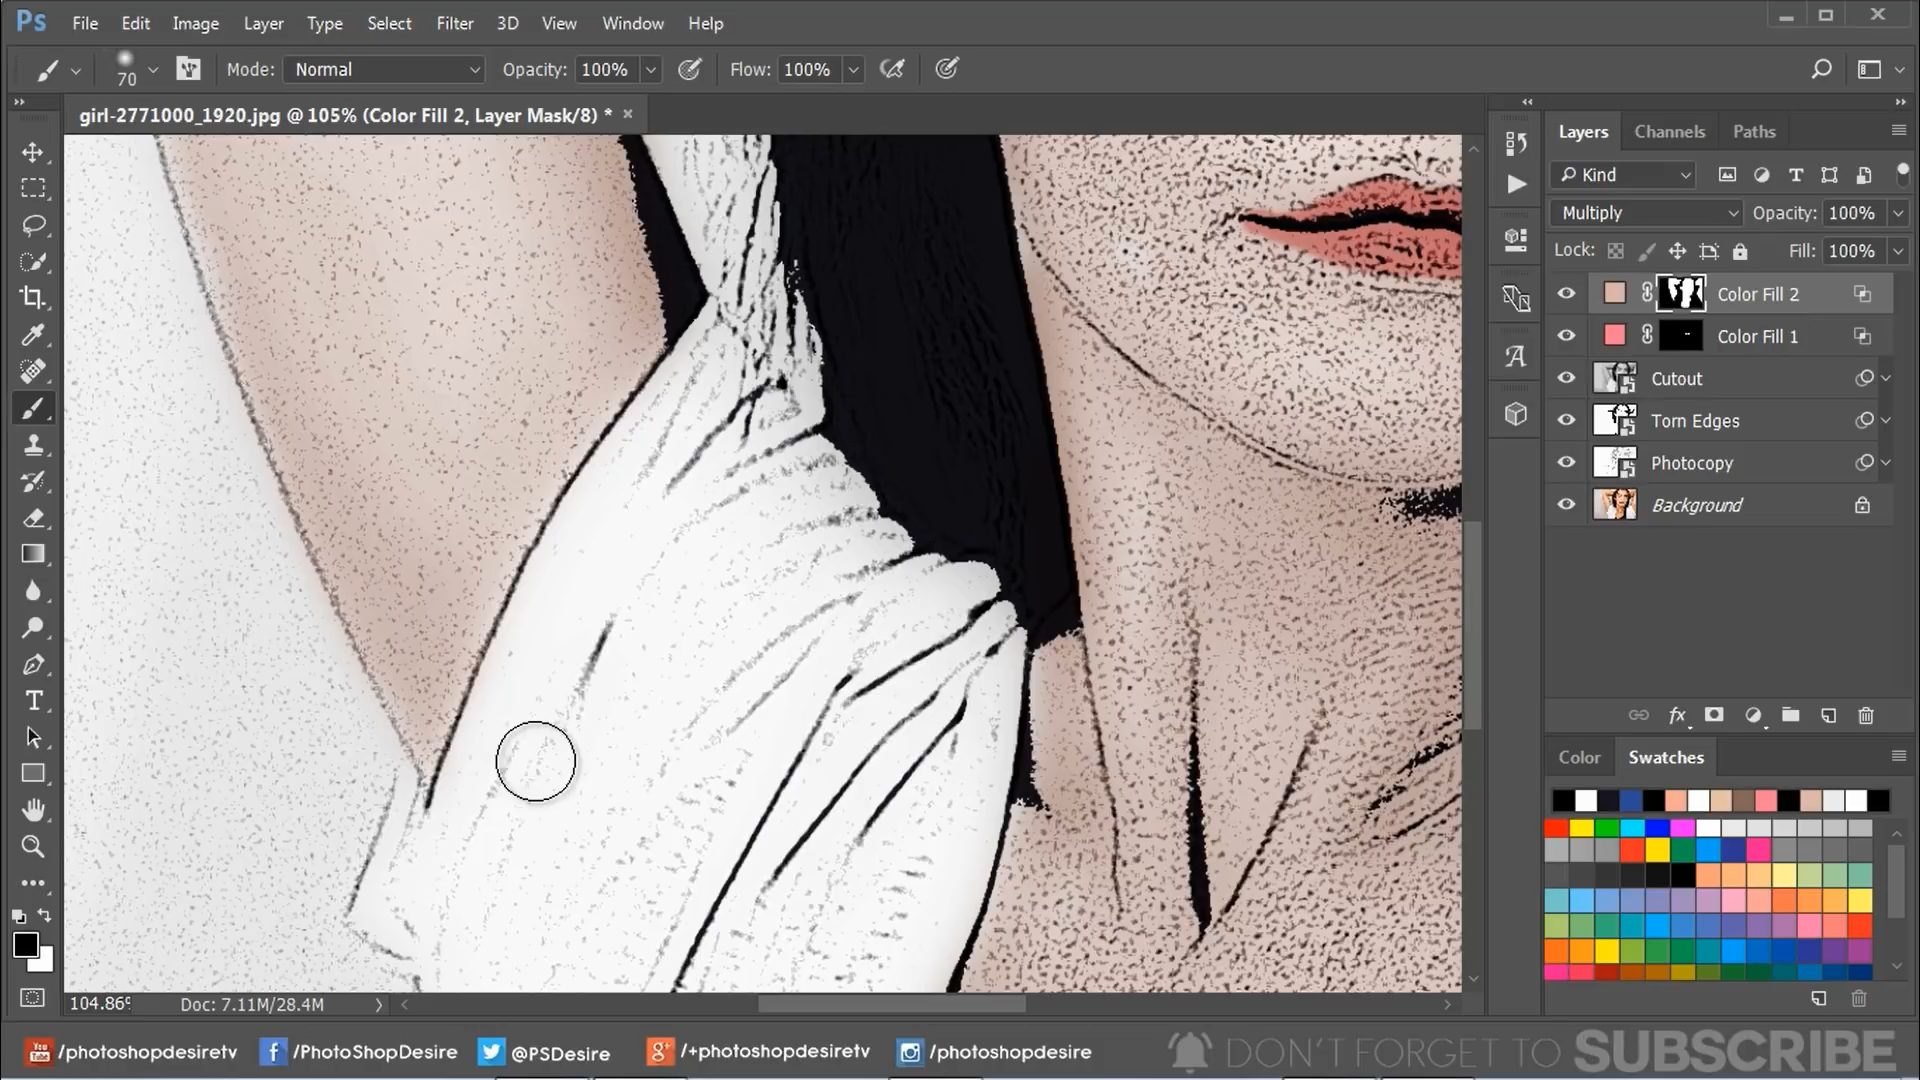 Ps File Edit Image Layer Type Select Filter 3D View Window Help
70 Mode: Normal Opacity: 100% Flow: 100%
girl-2771000_1920.jpg @ 105% (Color Fill 2, Layer Mask/8) * ×
Layers Channels Paths
Kind
Multiply Opacity: 100%
Lock: Fill: 100%
Color Fill 2
Color Fill 1
Cutout
Torn Edges
Photocopy
Background
fx
Color Swatches
104.86% Doc: 7.11M/28.4M
You Tube /photoshopdesiretv /PhotoShopDesire @PSDesire g+ /+photoshopdesiretv /photoshopdesire DON'T FORGET TO SUBSCRIBE